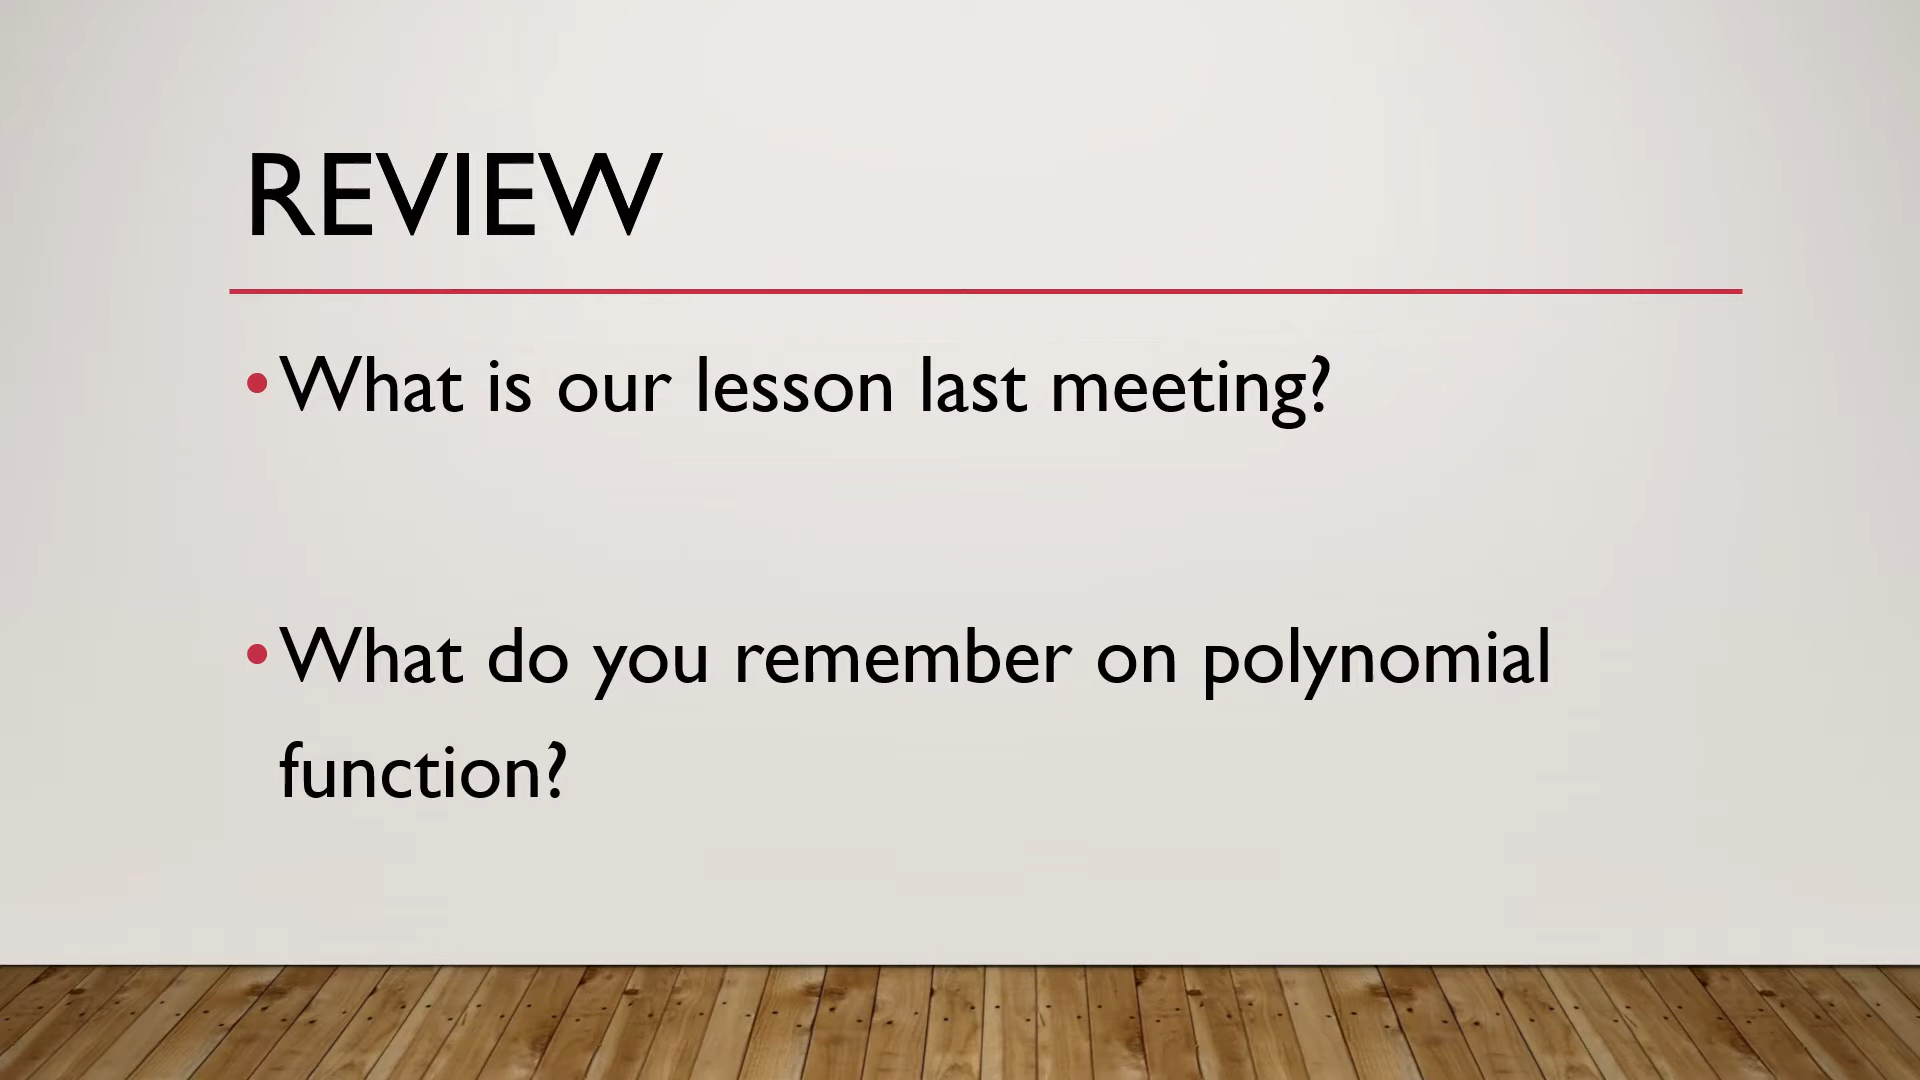 REVIEW
• What is our lesson last meeting?
• What do you remember on polynomial
function?